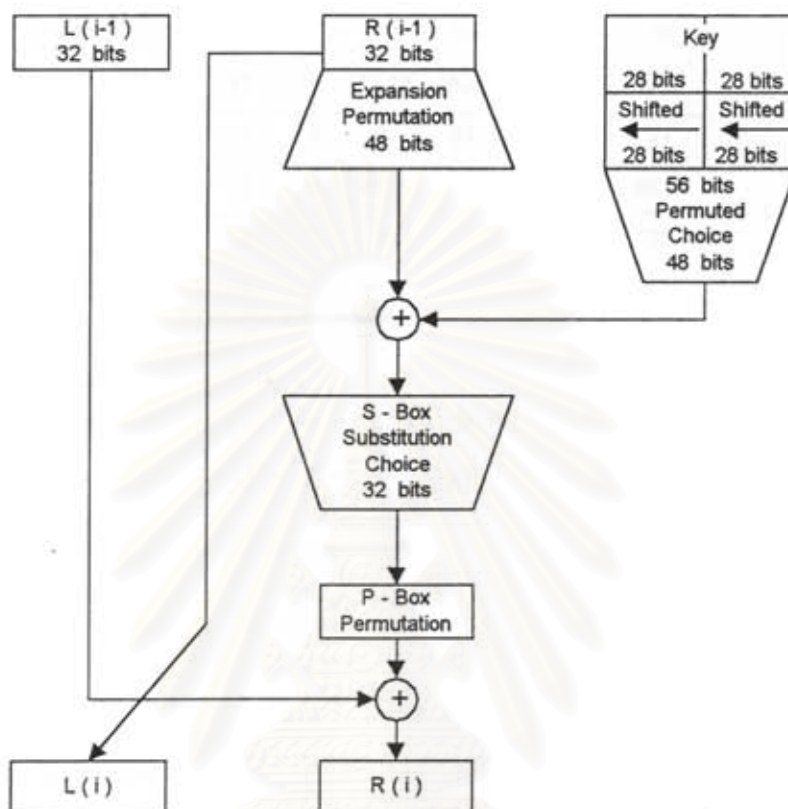 L ( i-1 )
32 bits
R ( i-1 )
32 bits
Expansion
Permutation
48 bits
Key
28 bits
28 bits
Shifted
Shifted
28 bits
28 bits
56 bits
Permuted
Choice
48 bits
+
S - Box
Substitution
Choice
32 bits
P - Box
Permutation
+
L ( i )
R ( i )